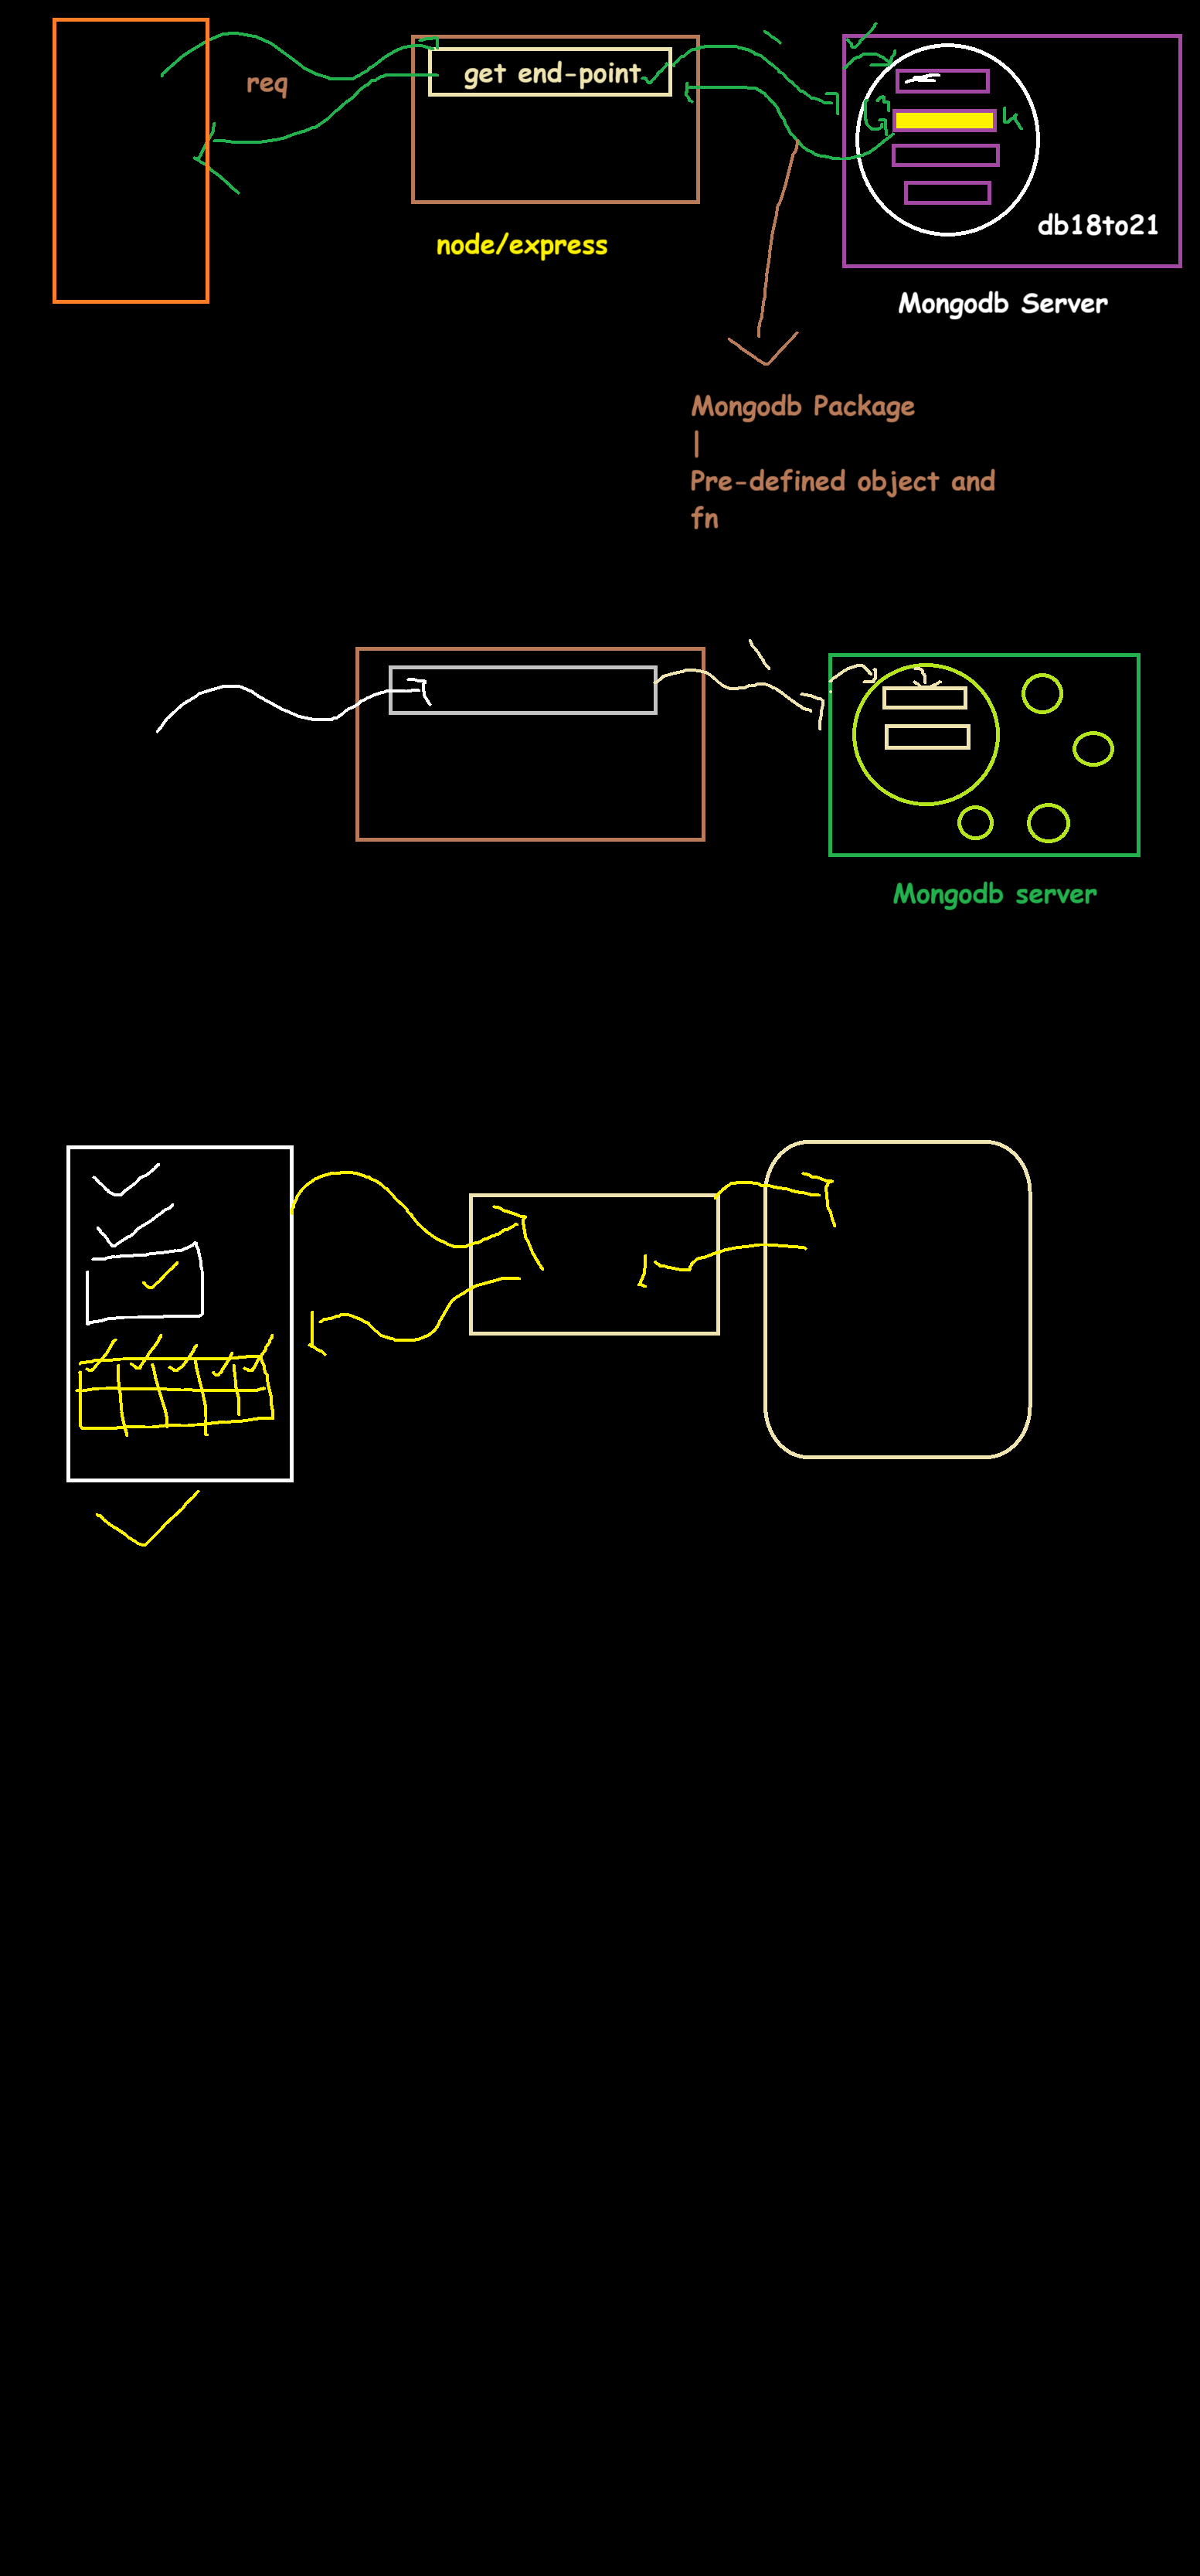 req
get end-point
node/express
db18to21
Mongodb Server
Mongodb Package
|
Pre-defined object and
fn
Mongodb server